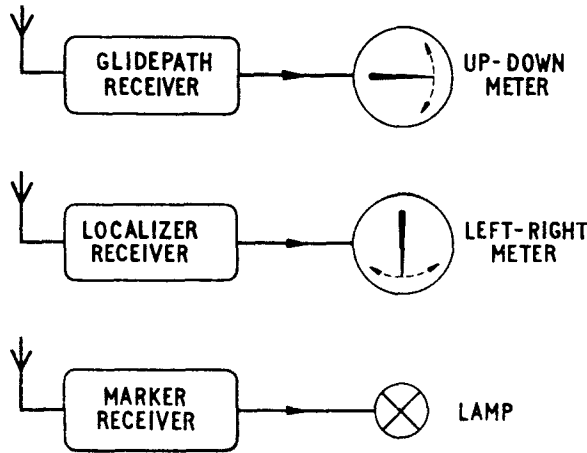 GLIDEPATH
RECEIVER
UP-DOWN
METER
LOCALIZER
RECEIVER
LEFT-RIGHT
METER
MARKER
RECEIVER
LAMP